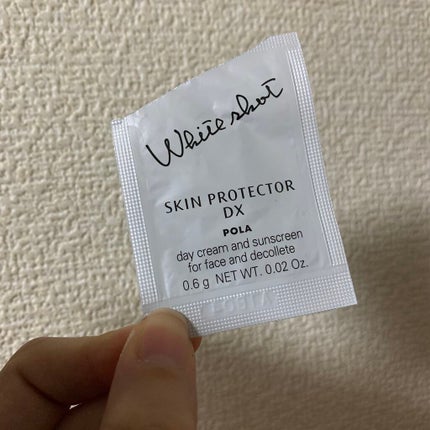 White shot
SKIN PROTECTOR
DX
POLA
day cream and sunscreen
for face and decollete
0.6 g NET WT. 0.02 Oz.